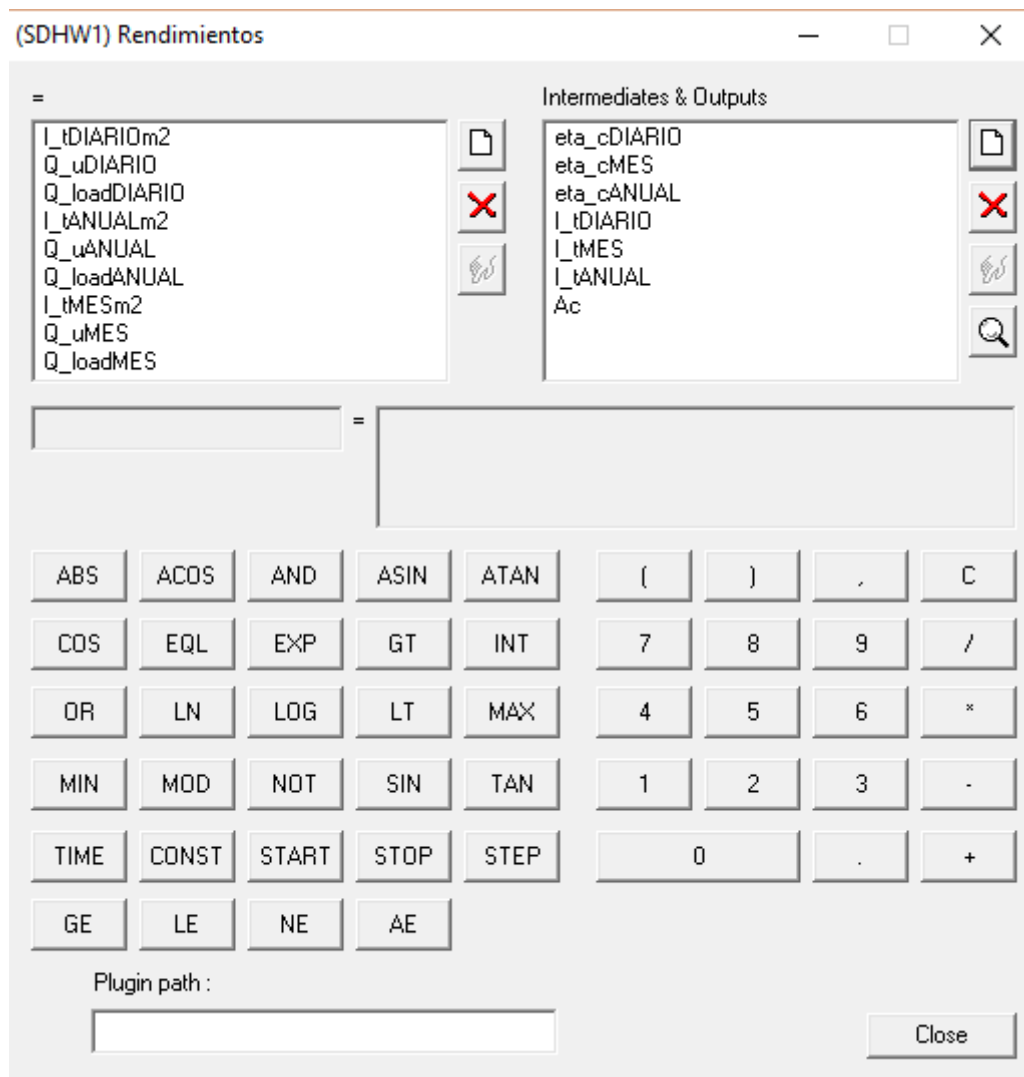 (SDHW1) Rendimientos
=
Intermediates & Outputs
I_tDIARIOm2
Q_uDIARIO
Q_loadDIARIO
I_tANUALm2
Q_uANUAL
Q_loadANUAL
I_tMESm2
Q_uMES
Q_loadMES
eta_cDIARIO
eta_cMES
eta_cANUAL
I_tDIARIO
I_tMES
I_tANUAL
Ac
=
ABS ACOS AND ASIN ATAN ( ) , C
COS EQL EXP GT INT 7 8 9 /
OR LN LOG LT MAX 4 5 6 *
MIN MOD NOT SIN TAN 1 2 3 -
TIME CONST START STOP STEP 0 . +
GE LE NE AE
Plugin path :
Close